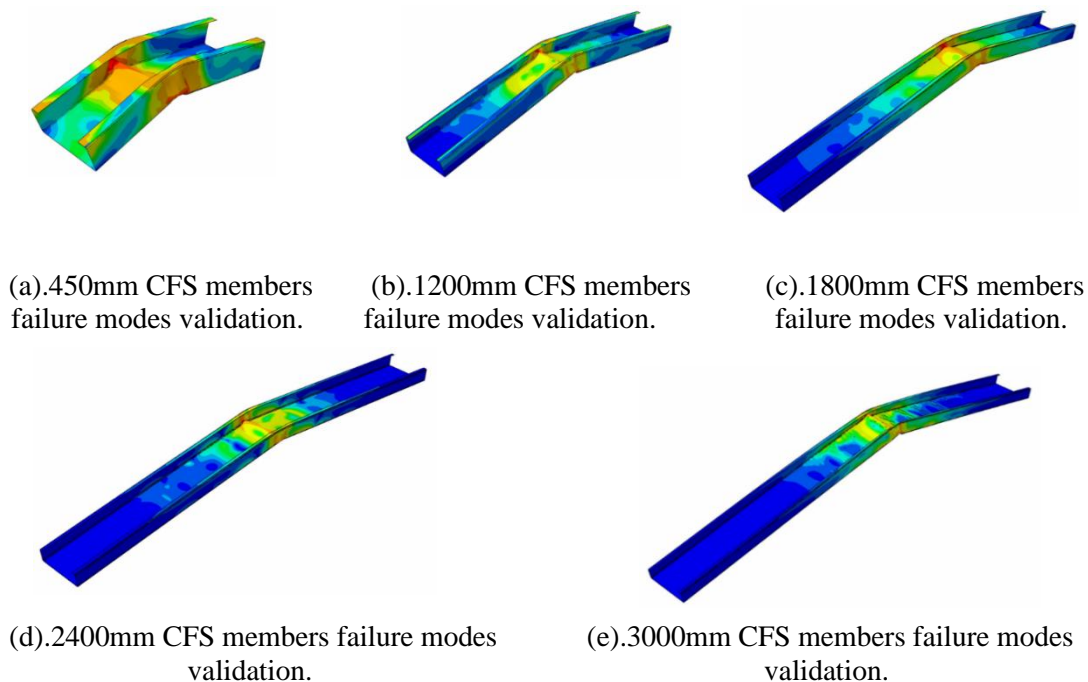 (a).450mm CFS members
failure modes validation.
(b).1200mm CFS members
failure modes validation.
(c).1800mm CFS members
failure modes validation.
(d).2400mm CFS members failure modes
validation.
(e).3000mm CFS members failure modes
validation.